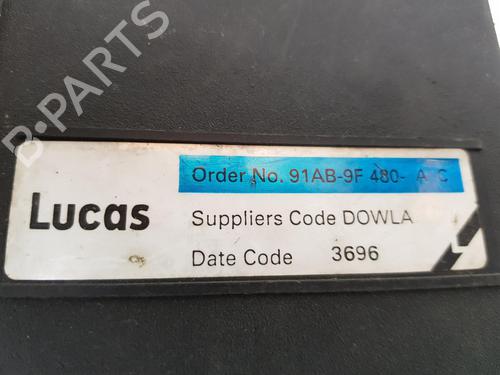 B-PARTS
Order No. 91AB-9F 480- A C
Lucas
Suppliers Code DOWLA
Date Code 3696